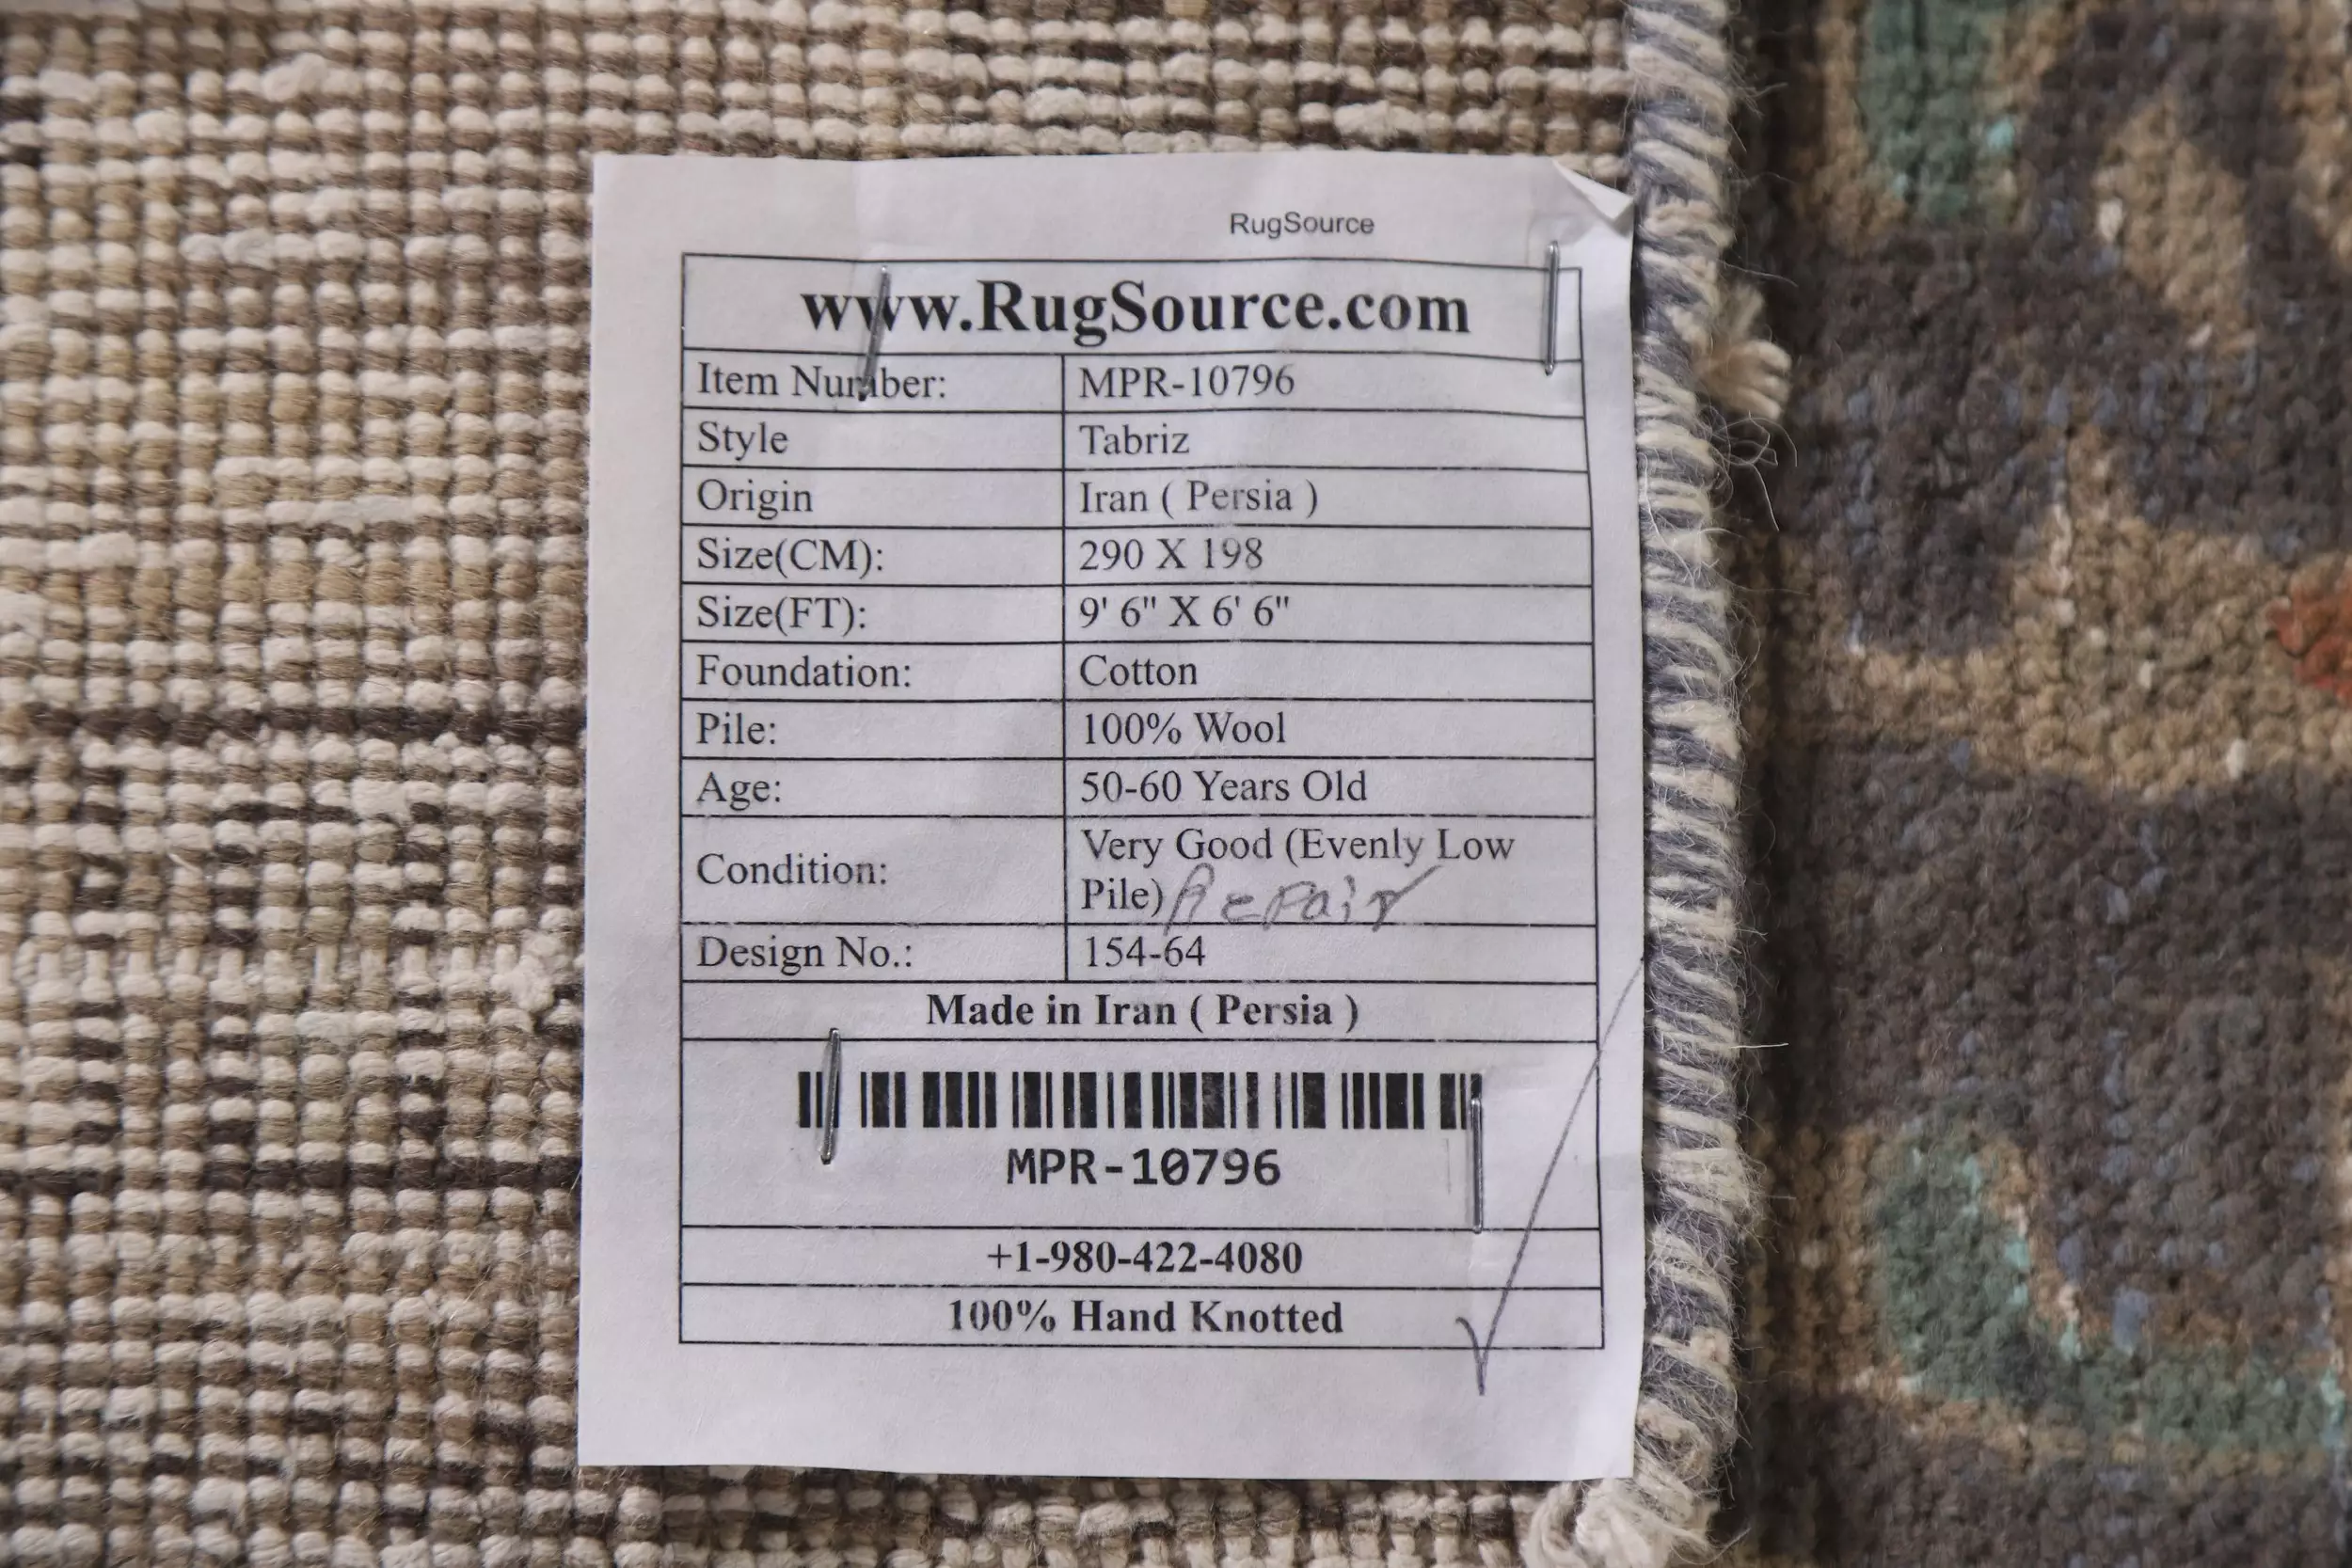 RugSource
www.RugSource.com
Item Number: MPR-10796
Style Tabriz
Origin Iran ( Persia )
Size(CM): 290 X 198
Size(FT): 9' 6" X 6' 6"
Foundation: Cotton
Pile: 100% Wool
Age: 50-60 Years Old
Condition: Very Good (Evenly Low
Pile) Repair
Design No.: 154-64
Made in Iran ( Persia )
MPR-10796
+1-980-422-4080
100% Hand Knotted